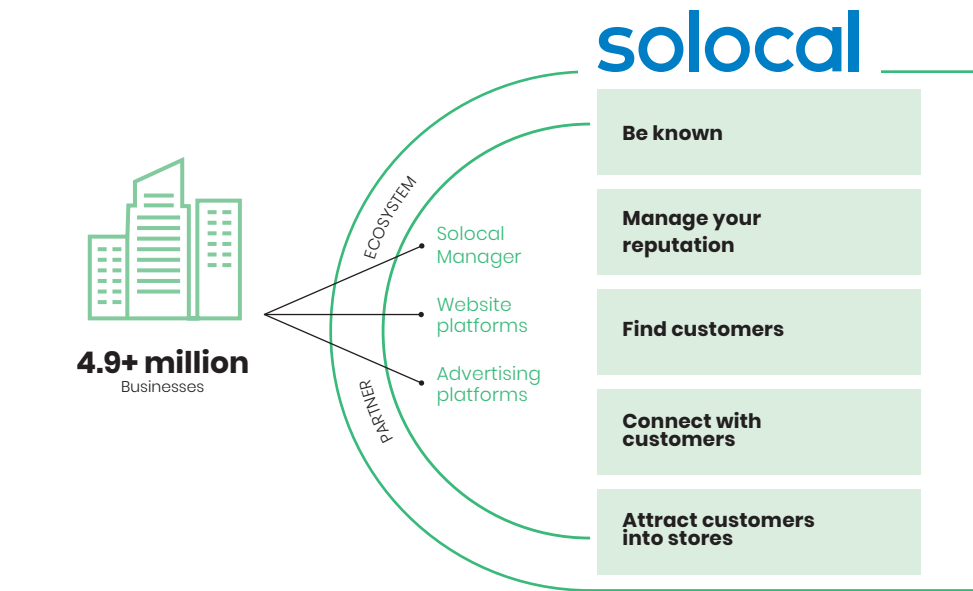 solocal
4.9+ million
Businesses
PARTNER
ECOSYSTEM
Solocal
Manager
Website
platforms
Advertising
platforms
Be known
Manage your
reputation
Find customers
Connect with
customers
Attract customers
into stores